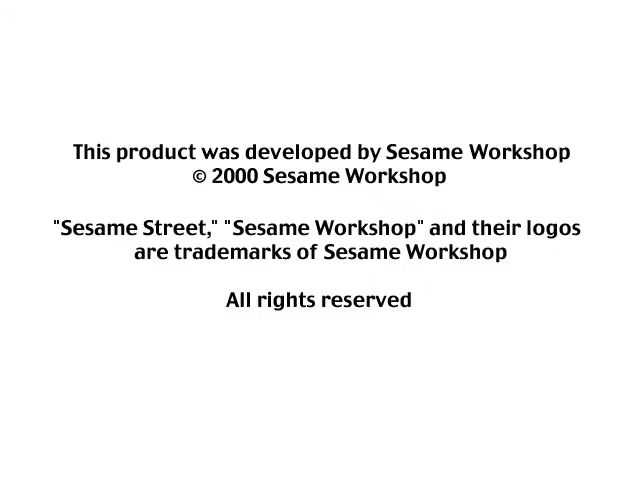 This product was developed by Sesame Workshop
© 2000 Sesame Workshop
"Sesame Street," "Sesame Workshop" and their logos
are trademarks of Sesame Workshop
All rights reserved